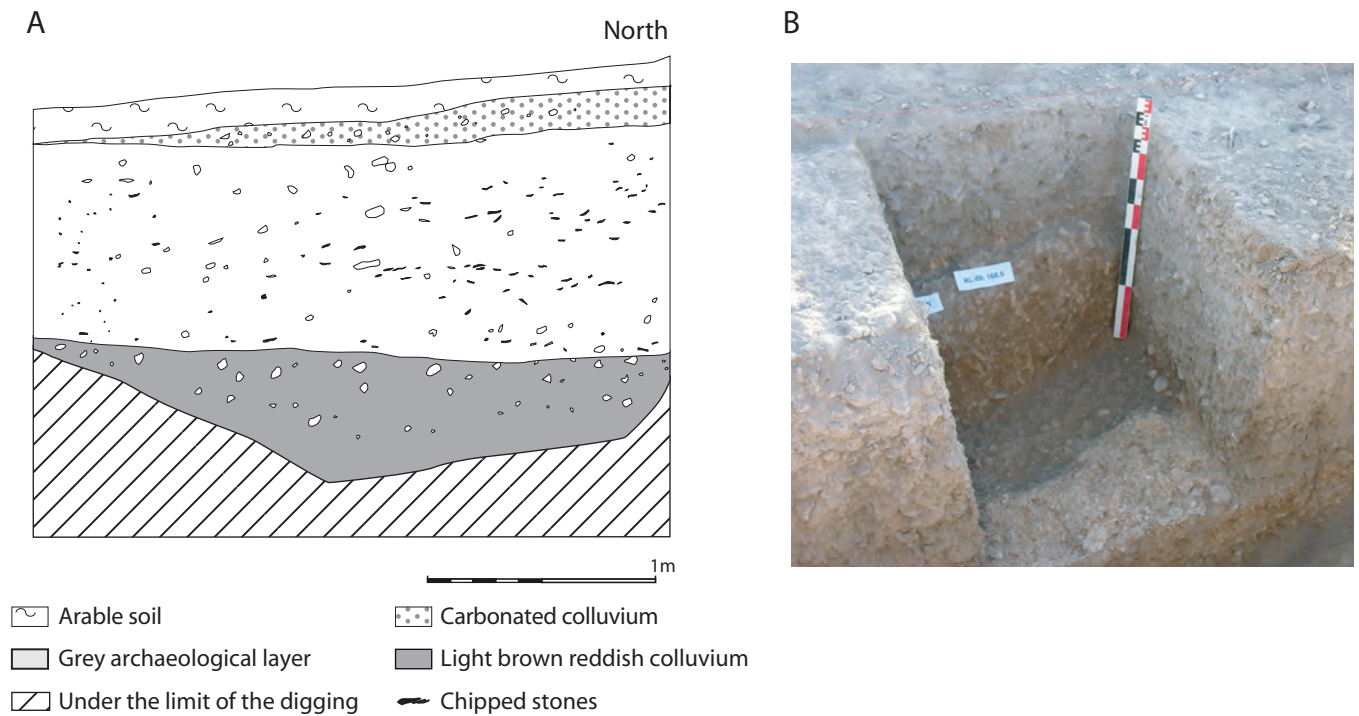 A
North
B
KL-09. 168.6
1m
Arable soil
Carbonated colluvium
Grey archaeological layer
Light brown reddish colluvium
Under the limit of the digging
Chipped stones